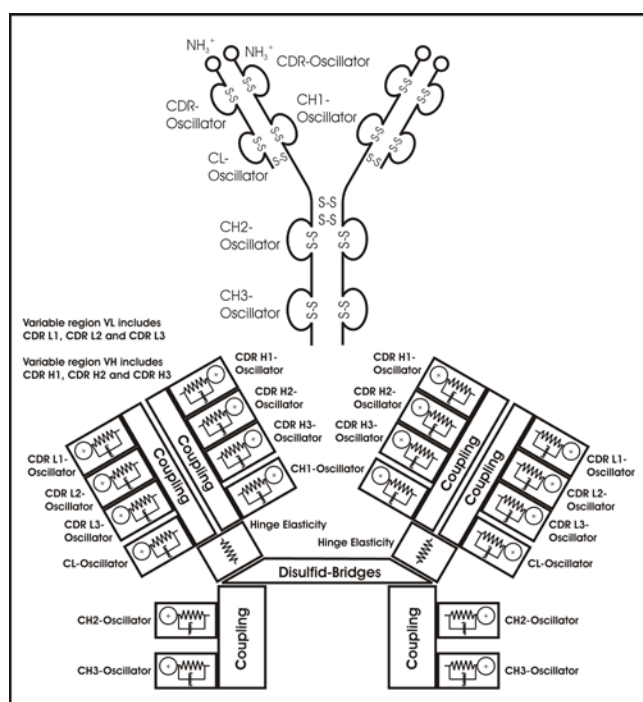 NH₃⁺
NH₃⁺
CDR-Oscillator
CDR-
Oscillator
CH1-
Oscillator
CL-
Oscillator
S-S
S-S
S-S
S-S
S-S
S-S
S-S
S-S
S-S
S-S
S-S
S-S
CH2-
Oscillator
S-S
S-S
CH3-
Oscillator
S-S
S-S
Variable region VL includes
CDR L1, CDR L2 and CDR L3
Variable region VH includes
CDR H1, CDR H2 and CDR H3
CDR H1-
Oscillator
CDR H2-
Oscillator
CDR H3-
Oscillator
CH1-Oscillator
Coupling
Coupling
CDR L1-
Oscillator
CDR L2-
Oscillator
CDR L3-
Oscillator
CL-Oscillator
Hinge Elasticity
CDR H1-
Oscillator
CDR H2-
Oscillator
CDR H3-
Oscillator
CH1-Oscillator
Coupling
Coupling
CDR L1-
Oscillator
CDR L2-
Oscillator
CDR L3-
Oscillator
CL-Oscillator
Hinge Elasticity
Disulfid-Bridges
Coupling
Coupling
CH2-Oscillator
CH2-Oscillator
CH3-Oscillator
CH3-Oscillator